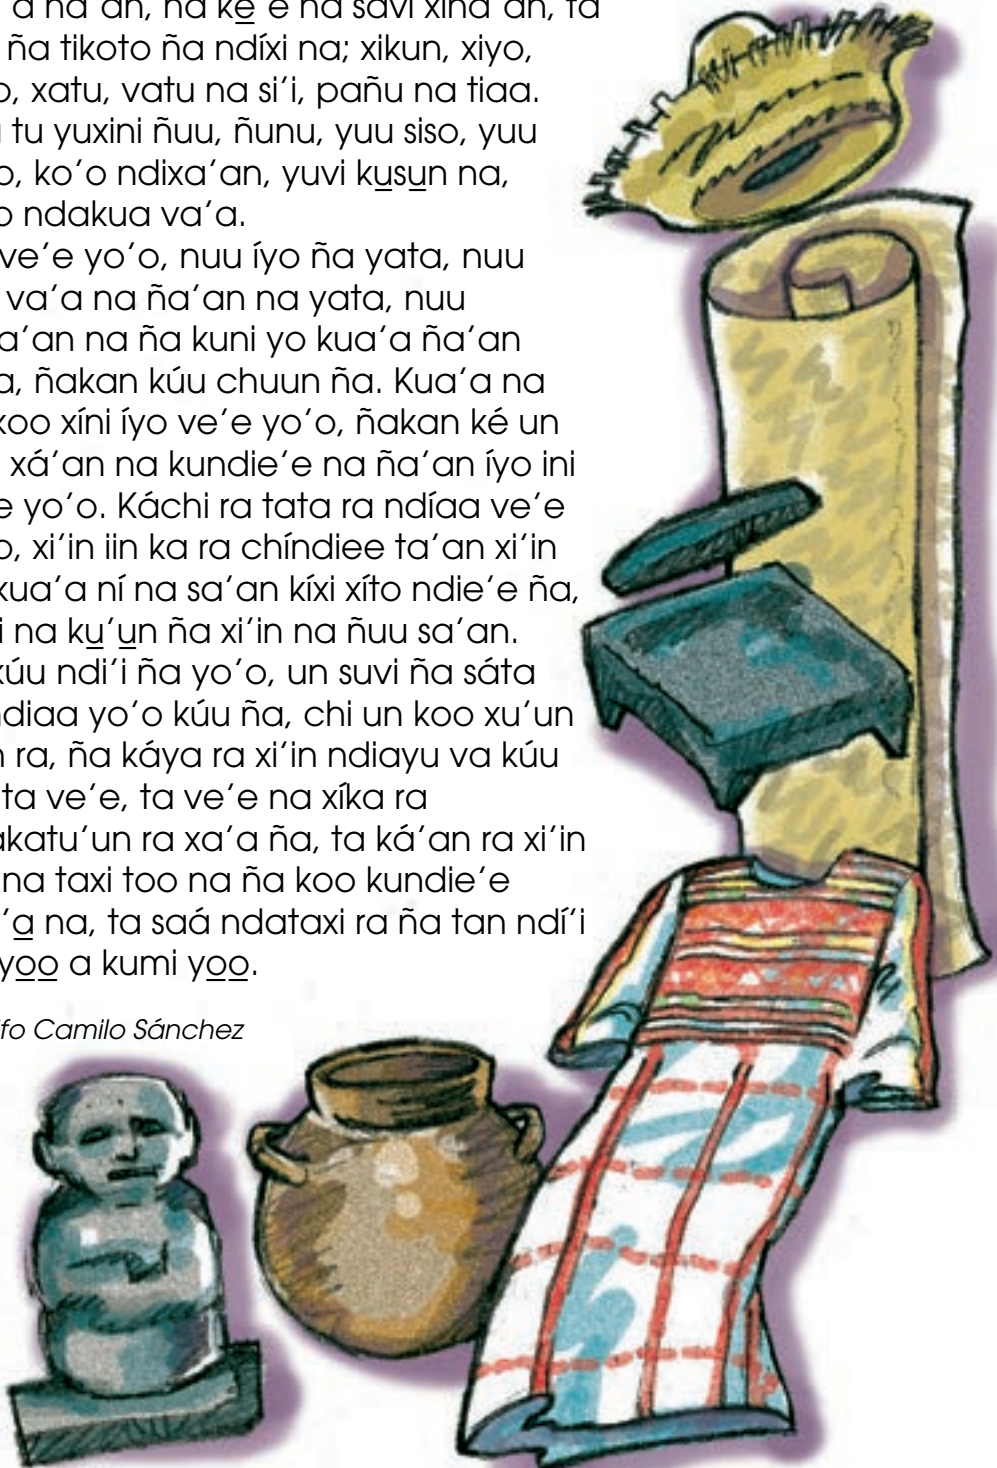 a na an, na ke̱ e na savi xina an, ta
ña tikoto ña ndíxi na; xikun, xiyo,
o, xatu, vatu na si’i, pañu na tiaa.
tu yuxini ñuu, ñunu, yuu siso, yuu
o, ko’o ndixa’an, yuvi ku̱su̱n na,
o ndakua va’a.
ve’e yo’o, nuu íyo ña yata, nuu
va’a na ña’an na yata, nuu
a’an na ña kuni yo kua’a ña’an
a, ñakan kúu chuun ña. Kua’a na
koo xíni íyo ve’e yo’o, ñakan ké un
xá’an na kundie’e na ña’an íyo ini
e yo’o. Káchi ra tata ra ndíaa ve’e
o, xi’in iin ka ra chíndiee ta’an xi’in
kua’a ní na sa’an kíxi xíto ndie’e ña,
i na ku̱’u̱n ña xi’in na ñuu sa’an.
kúu ndi’i ña yo’o, un suvi ña sáta
ndiaa yo’o kúu ña, chi un koo xu’un
n ra, ña káya ra xi’in ndiayu va kúu
ta ve’e, ta ve’e na xíka ra
akatu’un ra xa’a ña, ta ká’an ra xi’in
na taxi too na ña koo kundie’e
’a̱ na, ta saá ndataxi ra ña tan ndí’i
yo̱o̱ a kumi yo̱o̱.
fo Camilo Sánchez